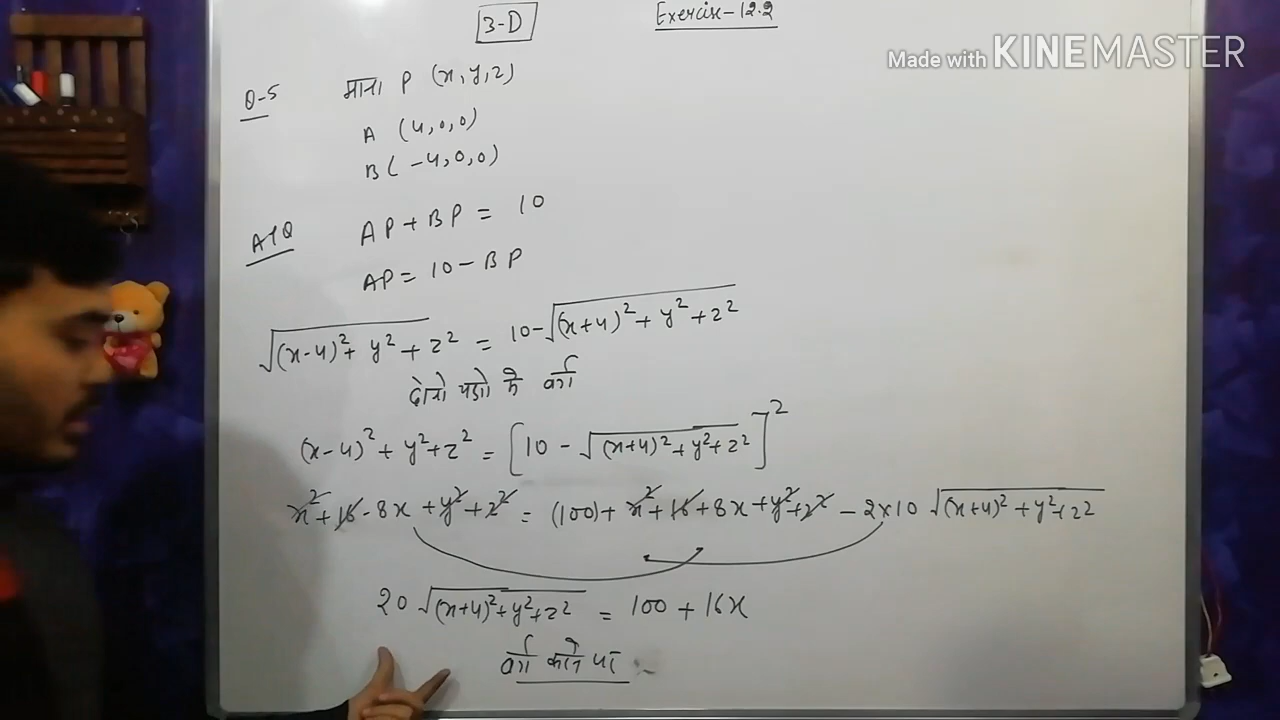 3-D Exercise-12.2
Made with KINEMASTER
Q-5 माना P (x,y,z)
A (4,0,0)
B(-4,0,0)
A/Q AP+BP = 10
AP= 10-BP
√(x-4)²+y²+z² = 10-√(x+4)²+y²+z²
दोनो पक्षो के वर्ग
(x-4)²+y²+z² = [10 - √(x+4)²+y²+z²]²
x²+16-8x+y²+z² = (100)+x²+16+8x+y²+z² - 2×10 √(x+4)²+y²+z²
20 √(x+4)²+y²+z² = 100+16x
वर्ग करने पर